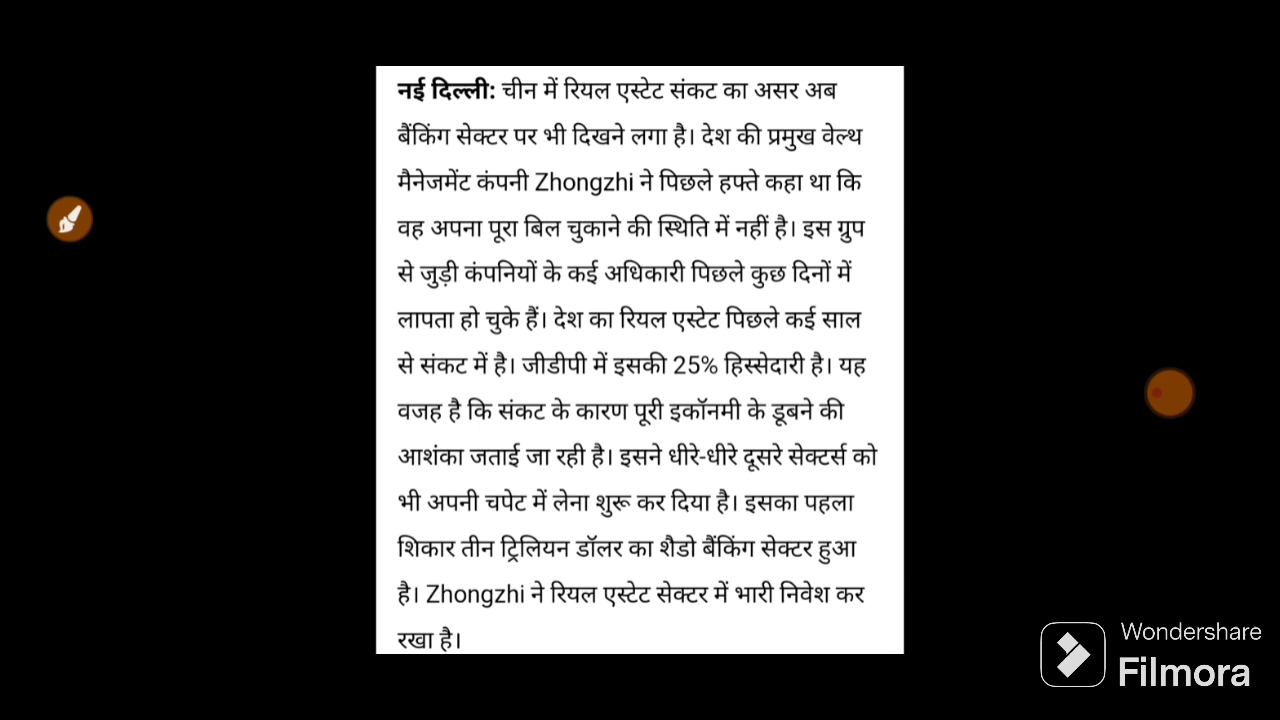 नई दिल्ली: चीन में रियल एस्टेट संकट का असर अब
बैंकिंग सेक्टर पर भी दिखने लगा है। देश की प्रमुख वेल्थ
मैनेजमेंट कंपनी Zhongzhi ने पिछले हफ्ते कहा था कि
वह अपना पूरा बिल चुकाने की स्थिति में नहीं है। इस ग्रुप
से जुड़ी कंपनियों के कई अधिकारी पिछले कुछ दिनों में
लापता हो चुके हैं। देश का रियल एस्टेट पिछले कई साल
से संकट में है। जीडीपी में इसकी 25% हिस्सेदारी है। यह
वजह है कि संकट के कारण पूरी इकॉनमी के डूबने की
आशंका जताई जा रही है। इसने धीरे-धीरे दूसरे सेक्टर्स को
भी अपनी चपेट में लेना शुरू कर दिया है। इसका पहला
शिकार तीन ट्रिलियन डॉलर का शैडो बैंकिंग सेक्टर हुआ
है। Zhongzhi ने रियल एस्टेट सेक्टर में भारी निवेश कर
रखा है।
Wondershare
Filmora